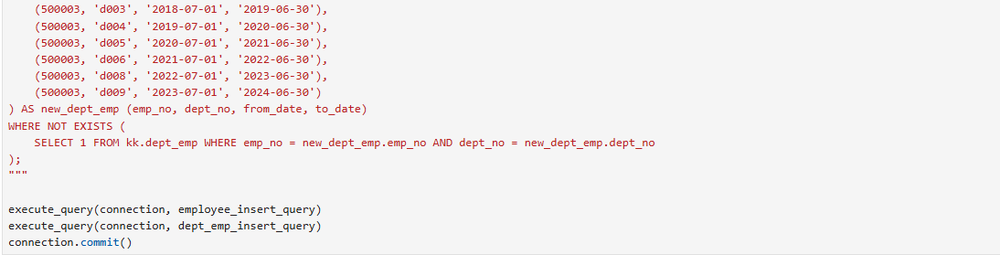 (500003, 'd003', '2018-07-01', '2019-06-30'),
(500003, 'd004', '2019-07-01', '2020-06-30'),
(500003, 'd005', '2020-07-01', '2021-06-30'),
(500003, 'd006', '2021-07-01', '2022-06-30'),
(500003, 'd008', '2022-07-01', '2023-06-30'),
(500003, 'd009', '2023-07-01', '2024-06-30')
) AS new_dept_emp (emp_no, dept_no, from_date, to_date)
WHERE NOT EXISTS (
SELECT 1 FROM kk.dept_emp WHERE emp_no = new_dept_emp.emp_no AND dept_no = new_dept_emp.dept_no
);
"""
execute_query(connection, employee_insert_query)
execute_query(connection, dept_emp_insert_query)
connection.commit()